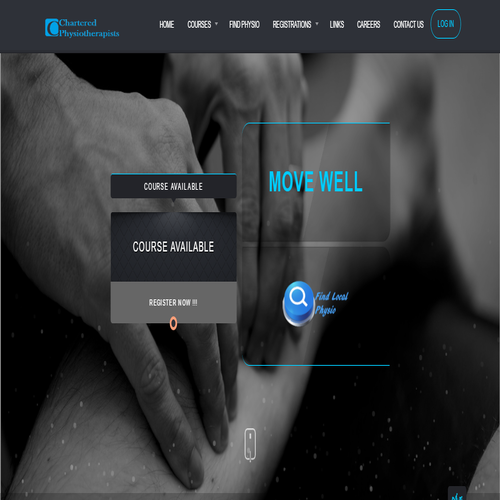 Chartered
Physiotherapists
HOME COURSES FIND PHYSIO REGISTRATIONS LINKS CAREERS CONTACT US LOG IN
MOVE WELL
COURSE AVAILABLE
COURSE AVAILABLE
REGISTER NOW !!!
Find Local
Physio